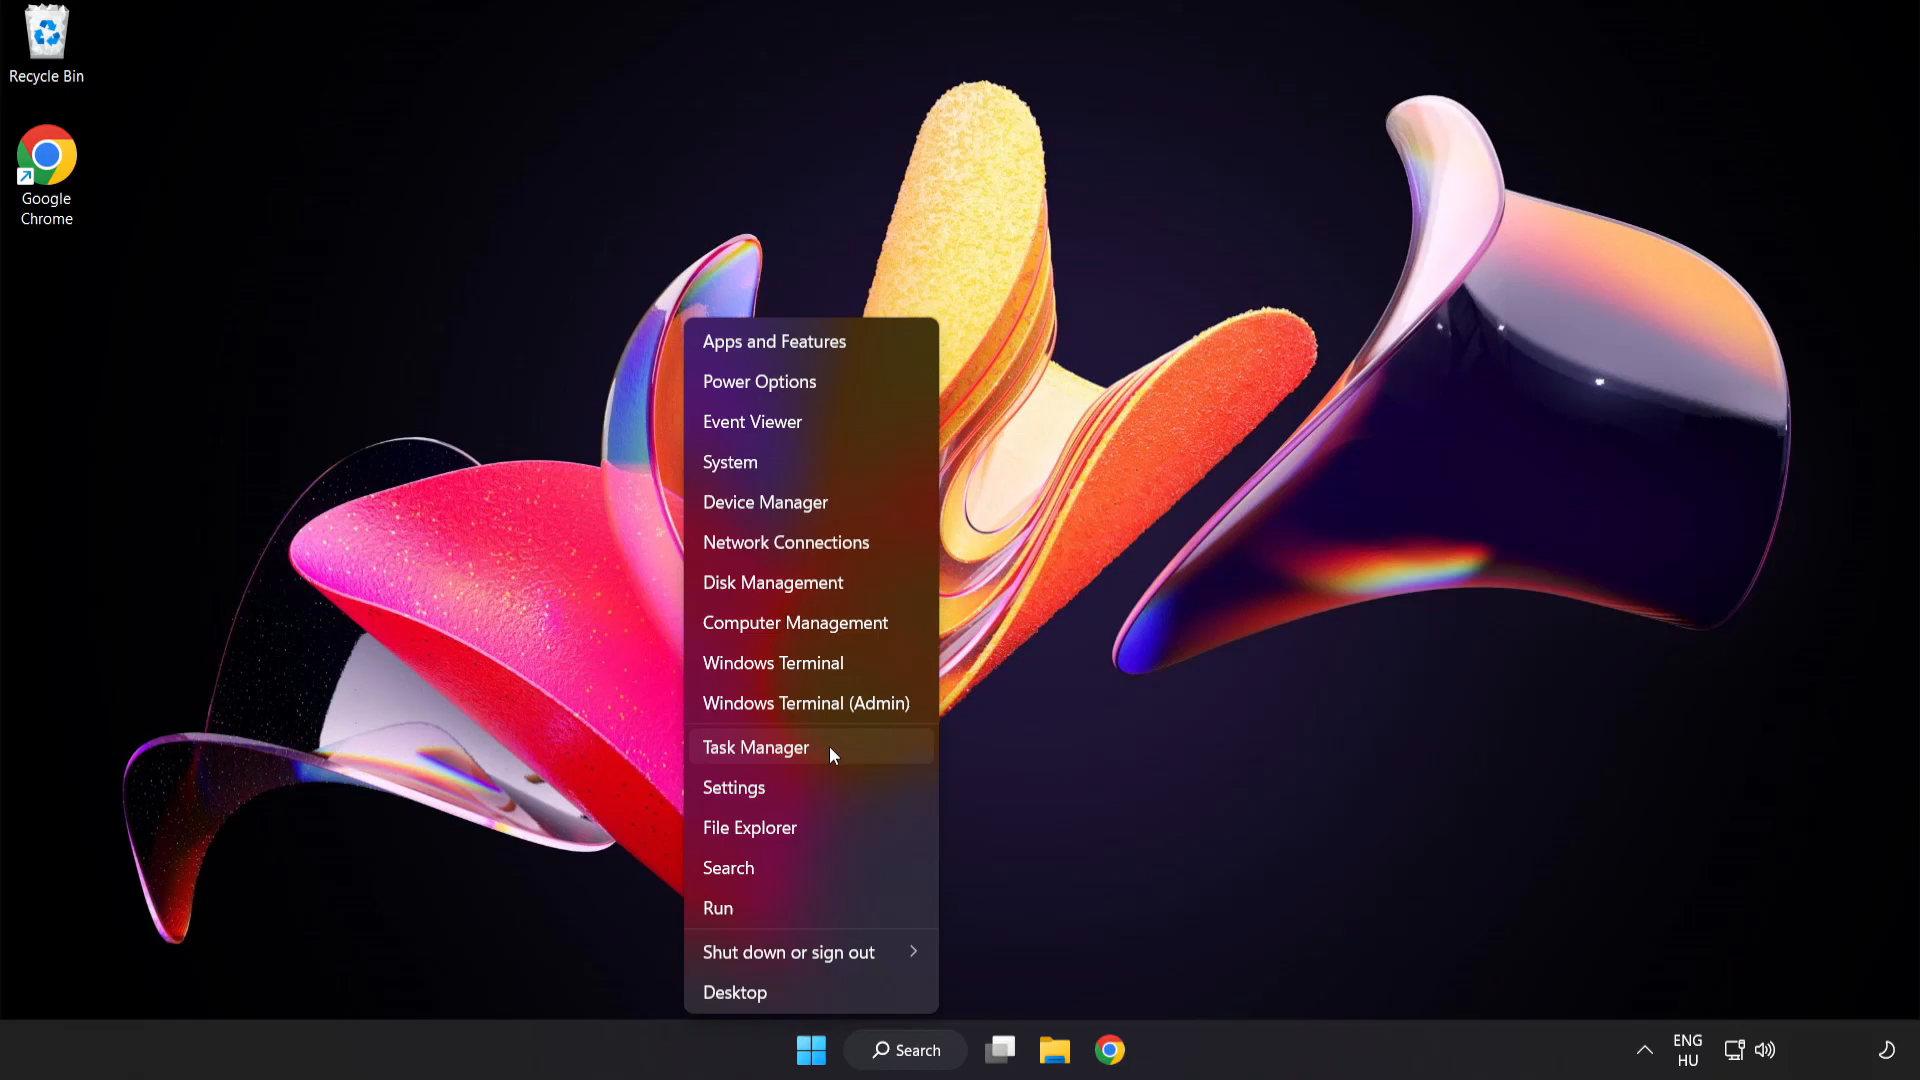 Recycle Bin
Google
Chrome
Apps and Features
Power Options
Event Viewer
System
Device Manager
Network Connections
Disk Management
Computer Management
Windows Terminal
Windows Terminal (Admin)
Task Manager
Settings
File Explorer
Search
Run
Shut down or sign out
Desktop
Search
ENG
HU